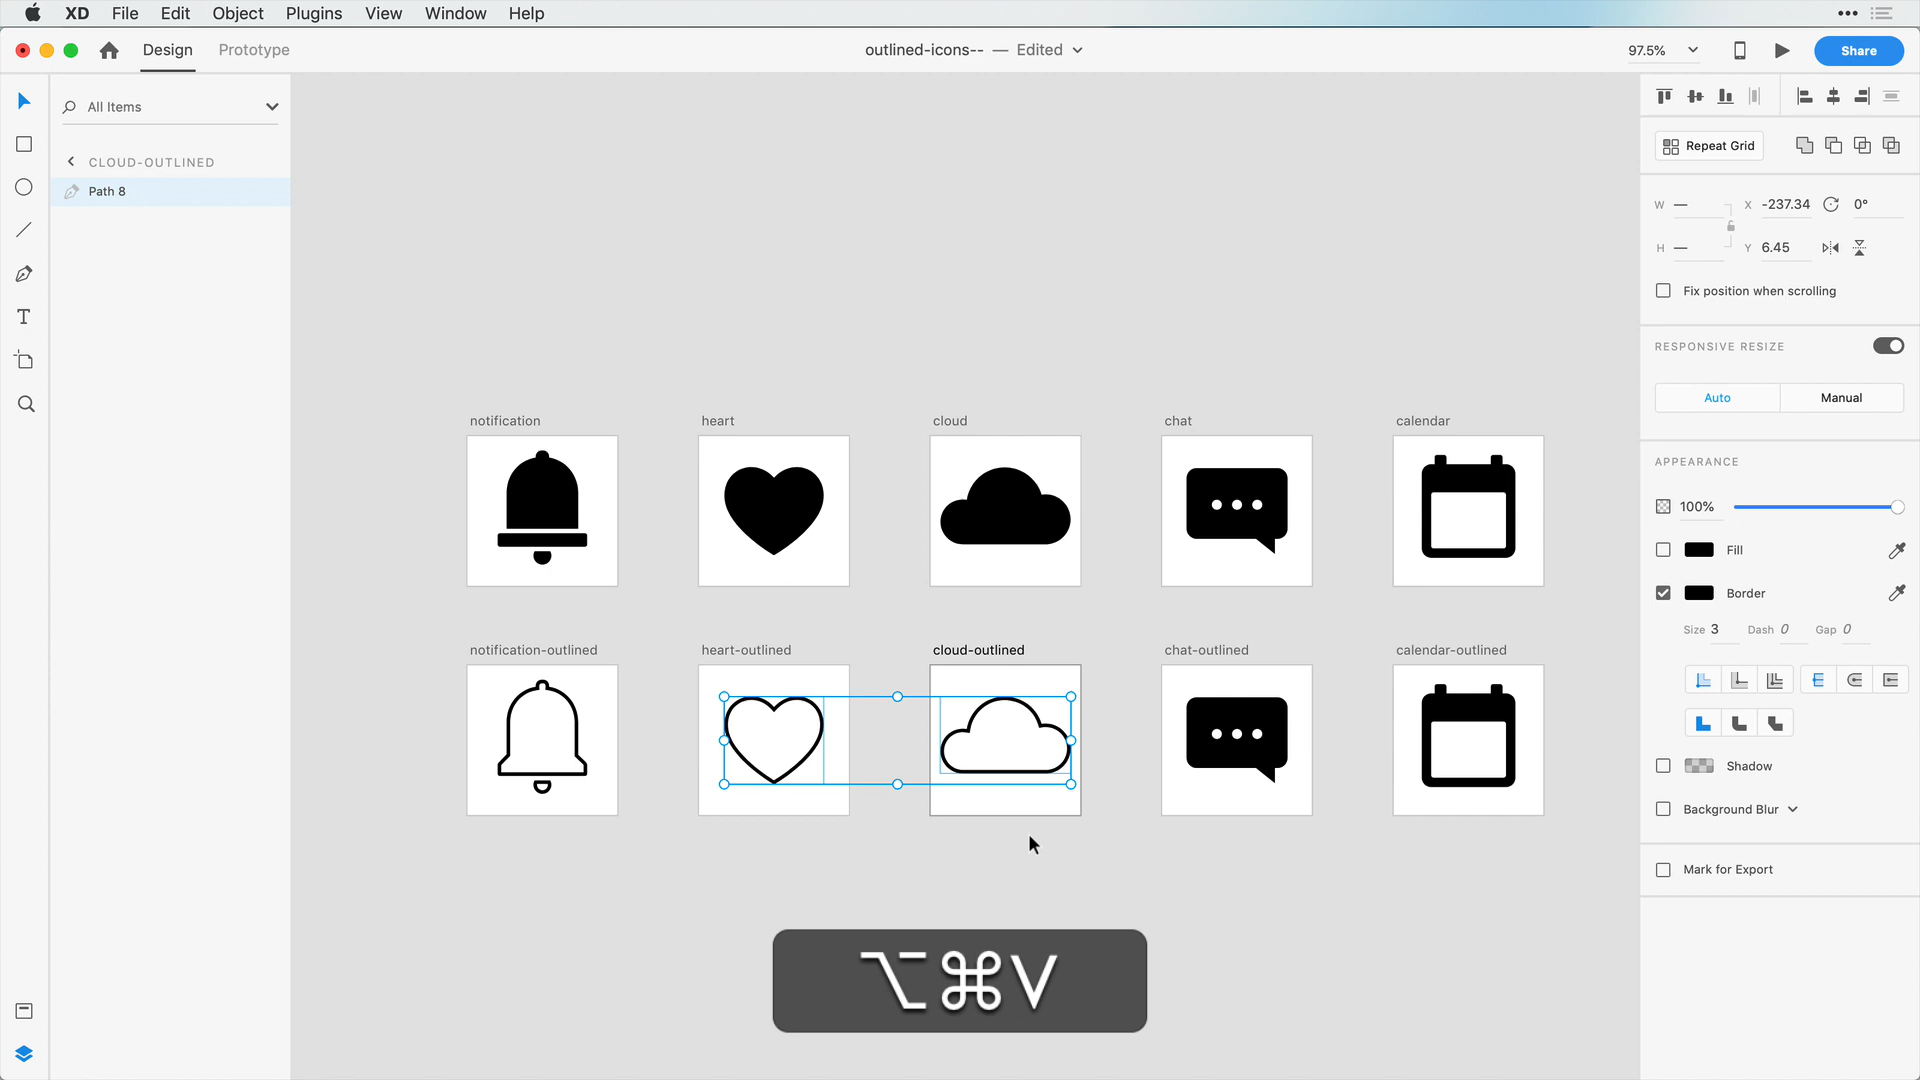 XD File Edit Object Plugins View Window Help
Design Prototype
outlined-icons-- — Edited
97.5%
Share
All Items
CLOUD-OUTLINED
Path 8
Repeat Grid
W — X -237.34 0°
H — Y 6.45
Fix position when scrolling
RESPONSIVE RESIZE
Auto Manual
APPEARANCE
100%
Fill
Border
Size 3 Dash 0 Gap 0
Shadow
Background Blur
Mark for Export
notification heart cloud chat calendar
notification-outlined heart-outlined cloud-outlined chat-outlined calendar-outlined
⌥⌘V